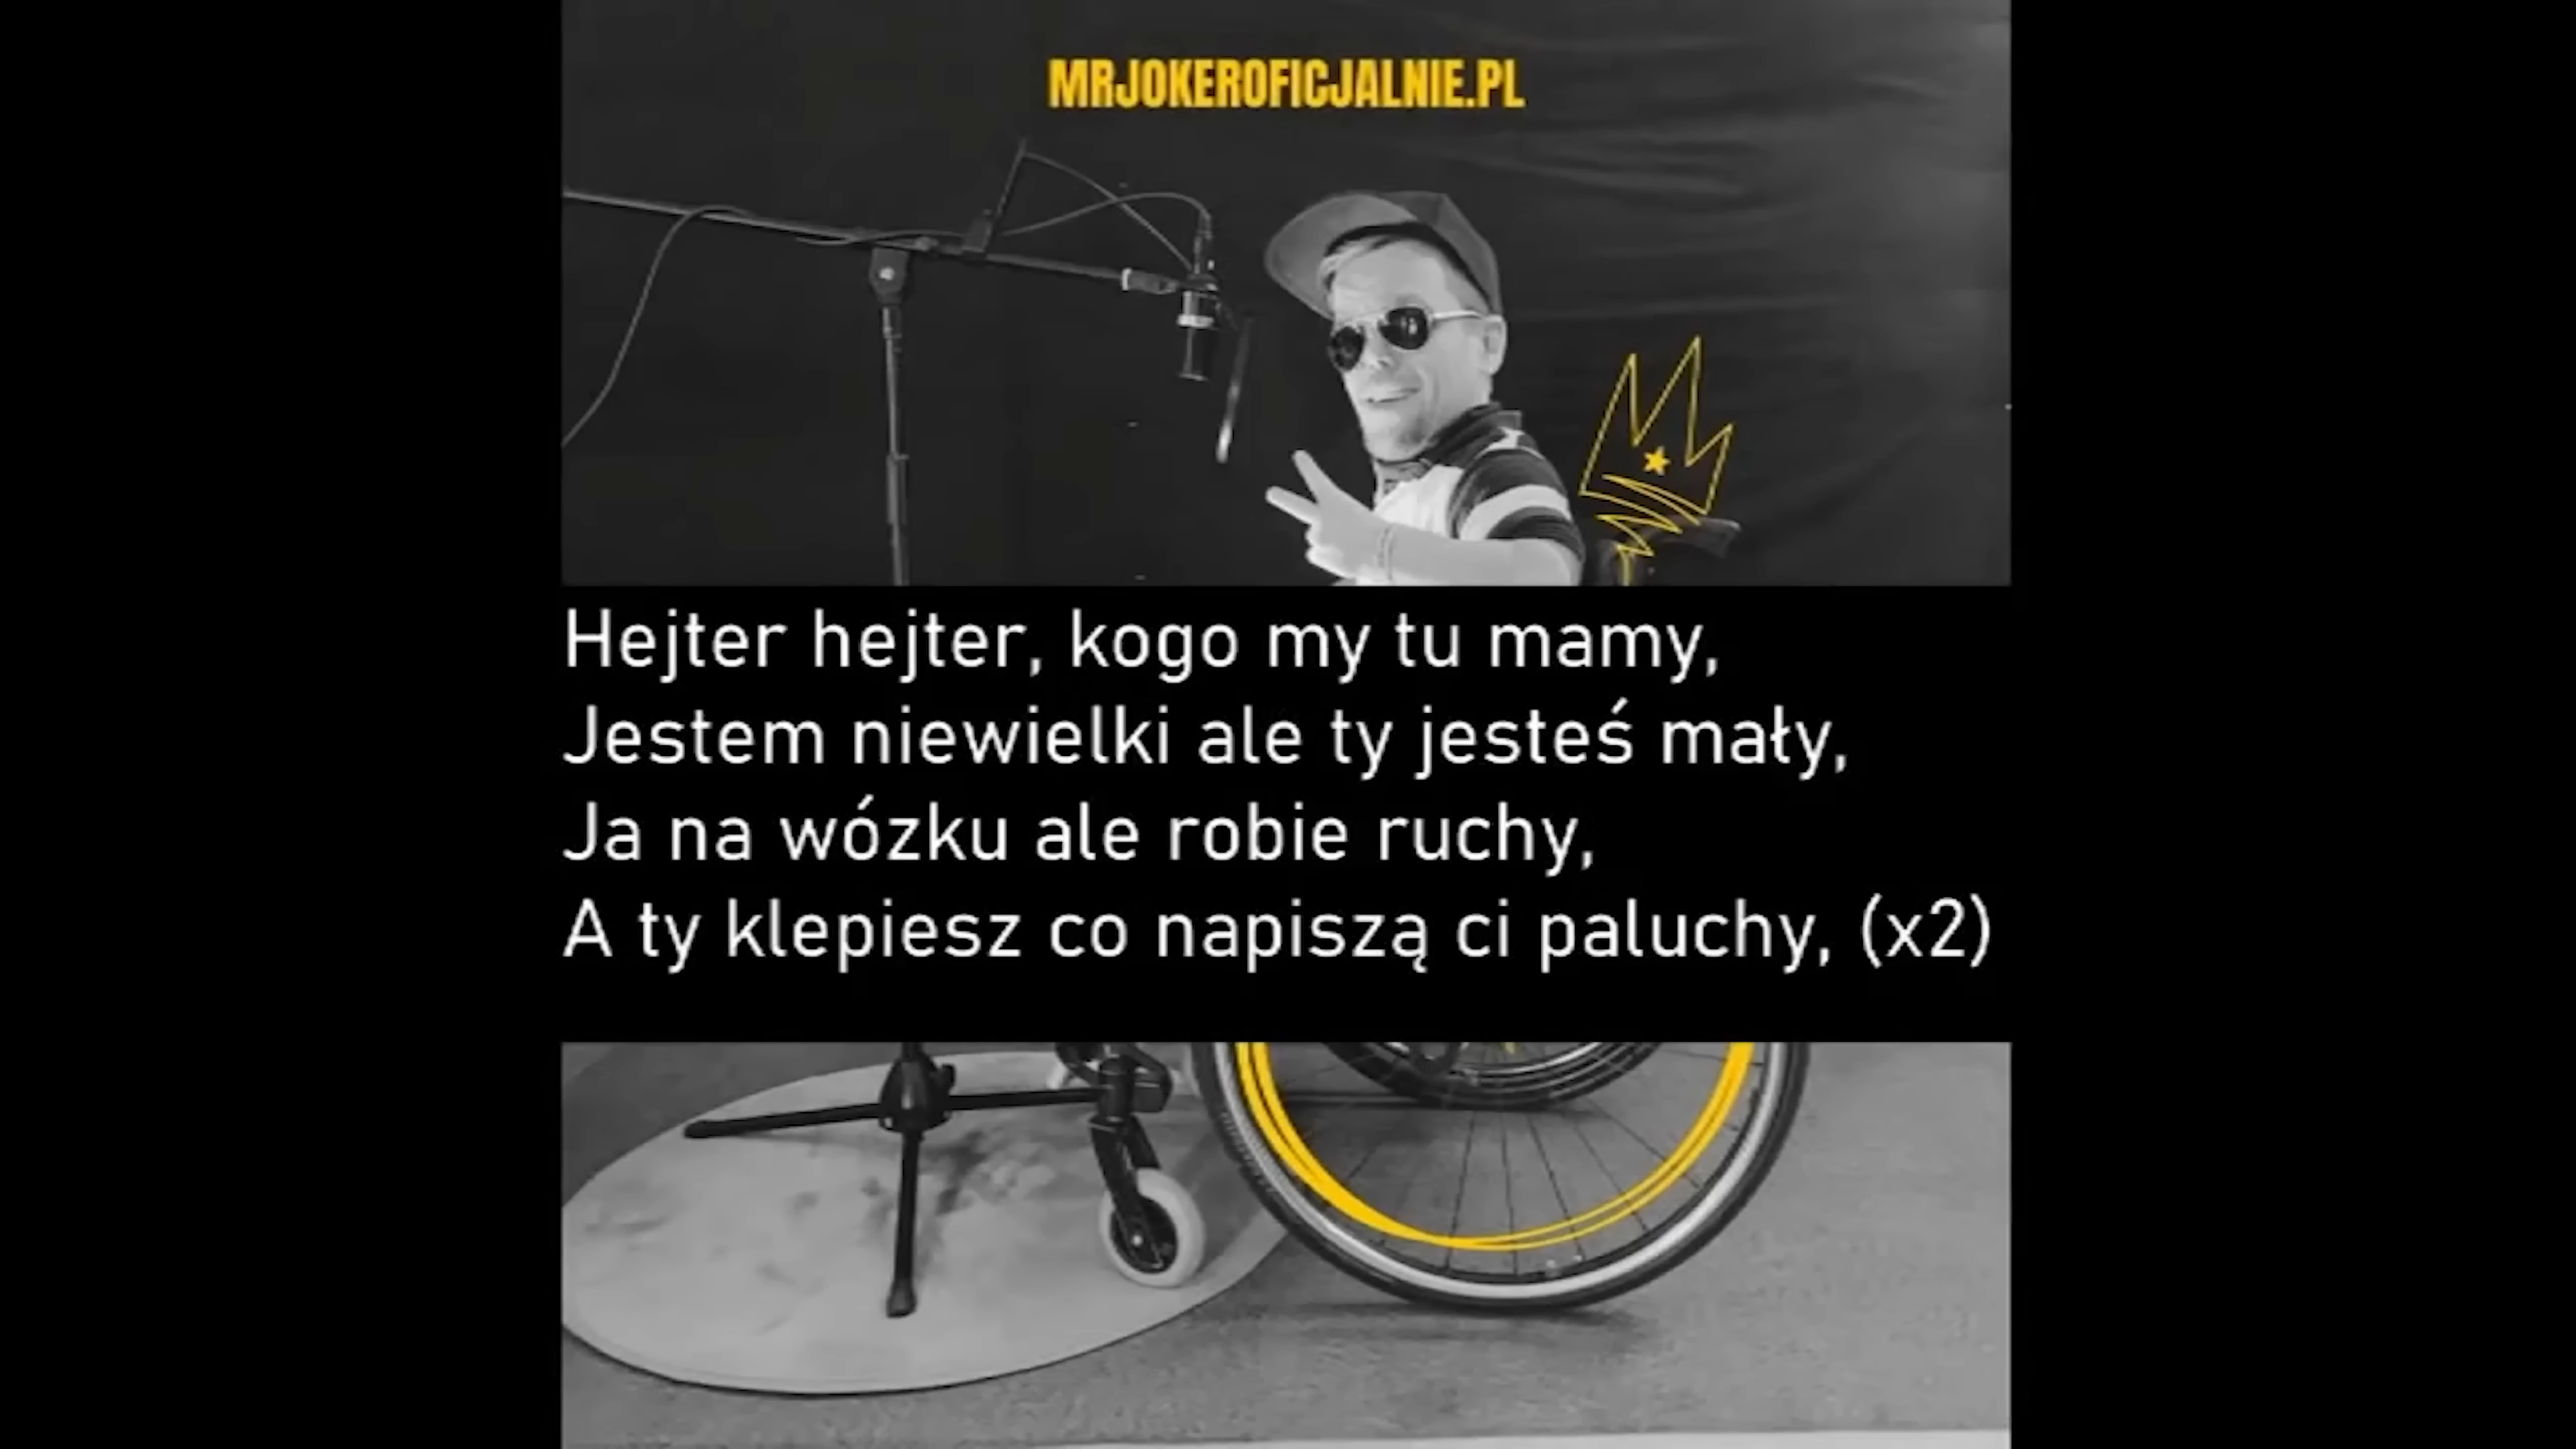 MRJOKEROFICJALNIE.PL
Hejter hejter, kogo my tu mamy,
Jestem niewielki ale ty jesteś mały,
Ja na wózku ale robie ruchy,
A ty klepiesz co napiszą ci paluchy, (x2)